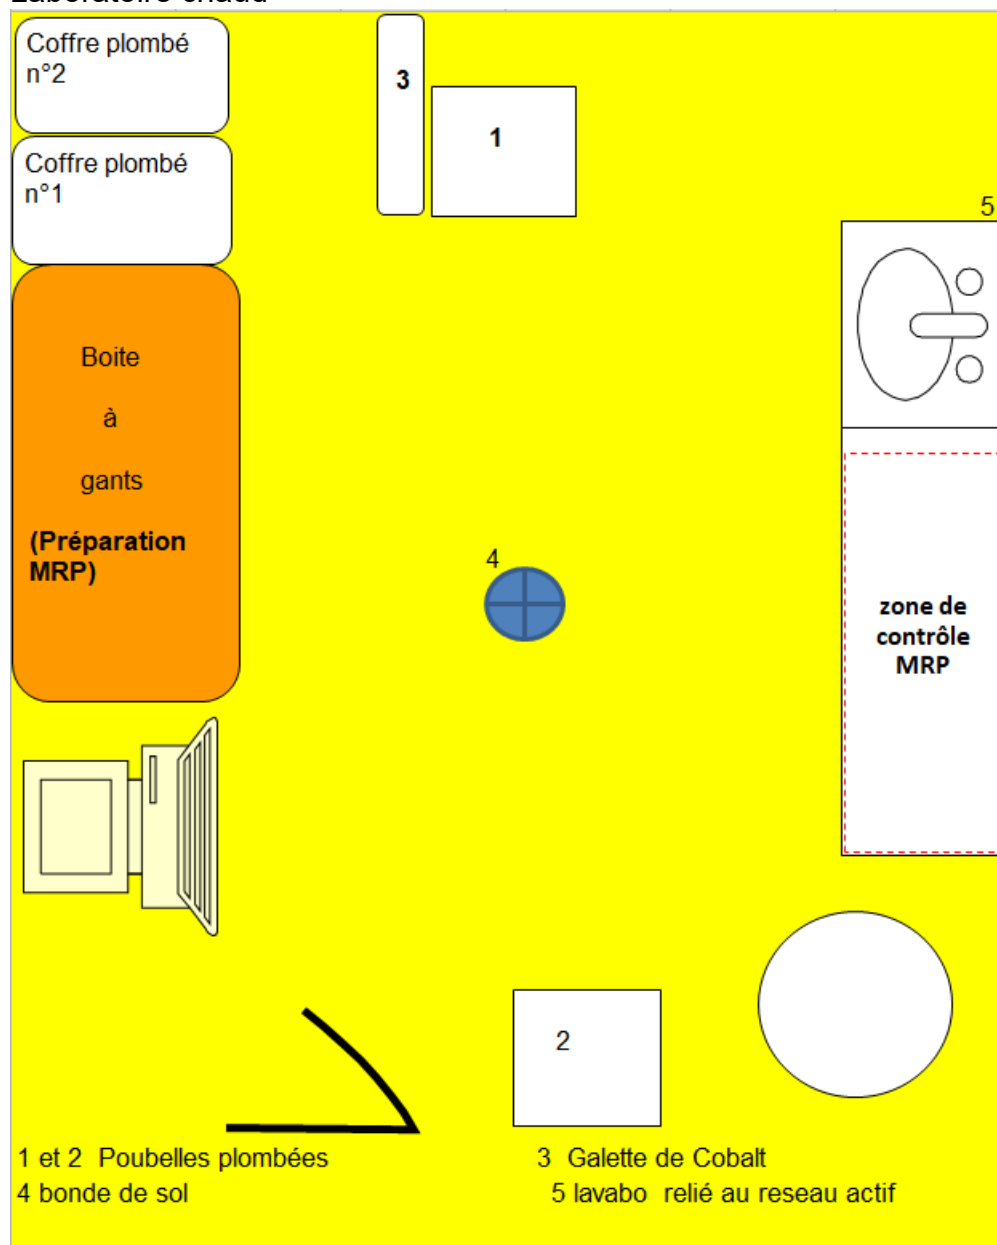 Laboratoire chaud
Coffre plombé
n°2
3
1
Coffre plombé
n°1
5
Boite
à
gants
(Préparation
MRP)
4
zone de
contrôle
MRP
2
1 et 2 Poubelles plombées
3 Galette de Cobalt
4 bonde de sol
5 lavabo relié au reseau actif